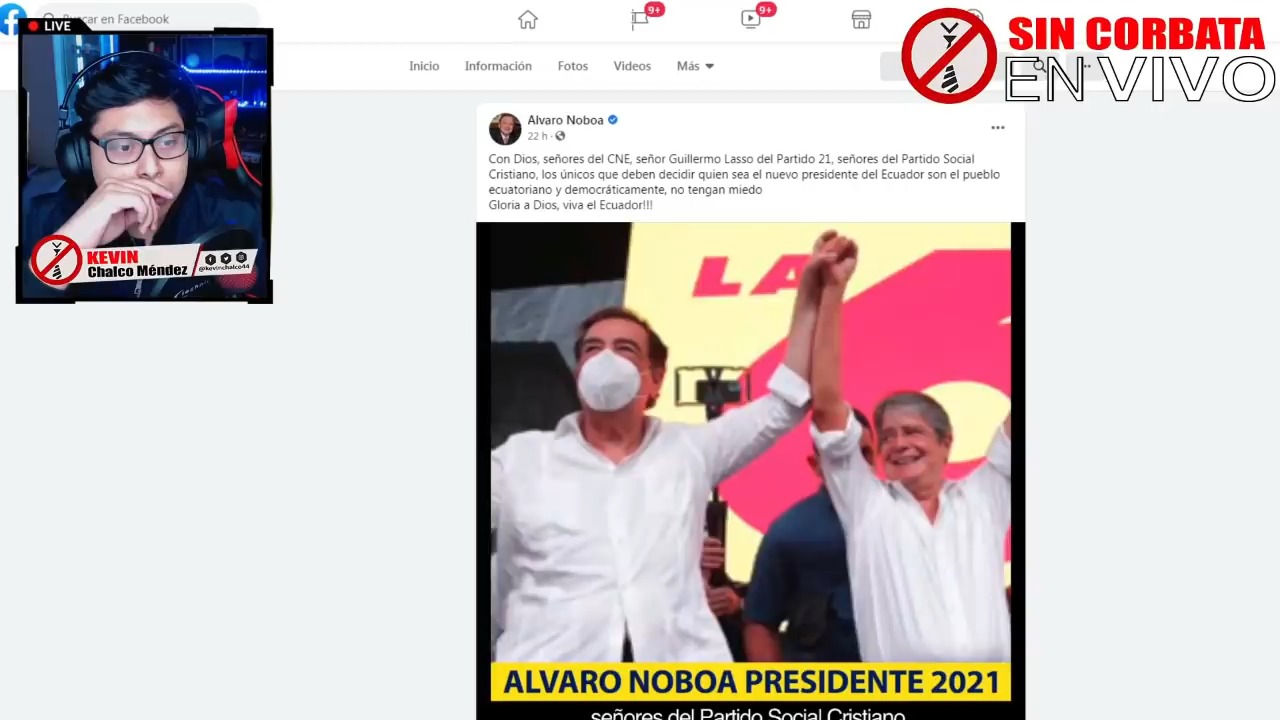 Buscar en Facebook
LIVE
9+
9+
SIN CORBATA
EN VIVO
Inicio
Información
Fotos
Videos
Más
Alvaro Noboa
22 h ·
Con Dios, señores del CNE, señor Guillermo Lasso del Partido 21, señores del Partido Social
Cristiano, los únicos que deben decidir quien sea el nuevo presidente del Ecuador son el pueblo
ecuatoriano y democráticamente, no tengan miedo
Gloria a Dios, viva el Ecuador!!!
KEVIN
Chalco Méndez
@kevinchalco44
LA
ALVARO NOBOA PRESIDENTE 2021
señores del Partido Social Cristiano